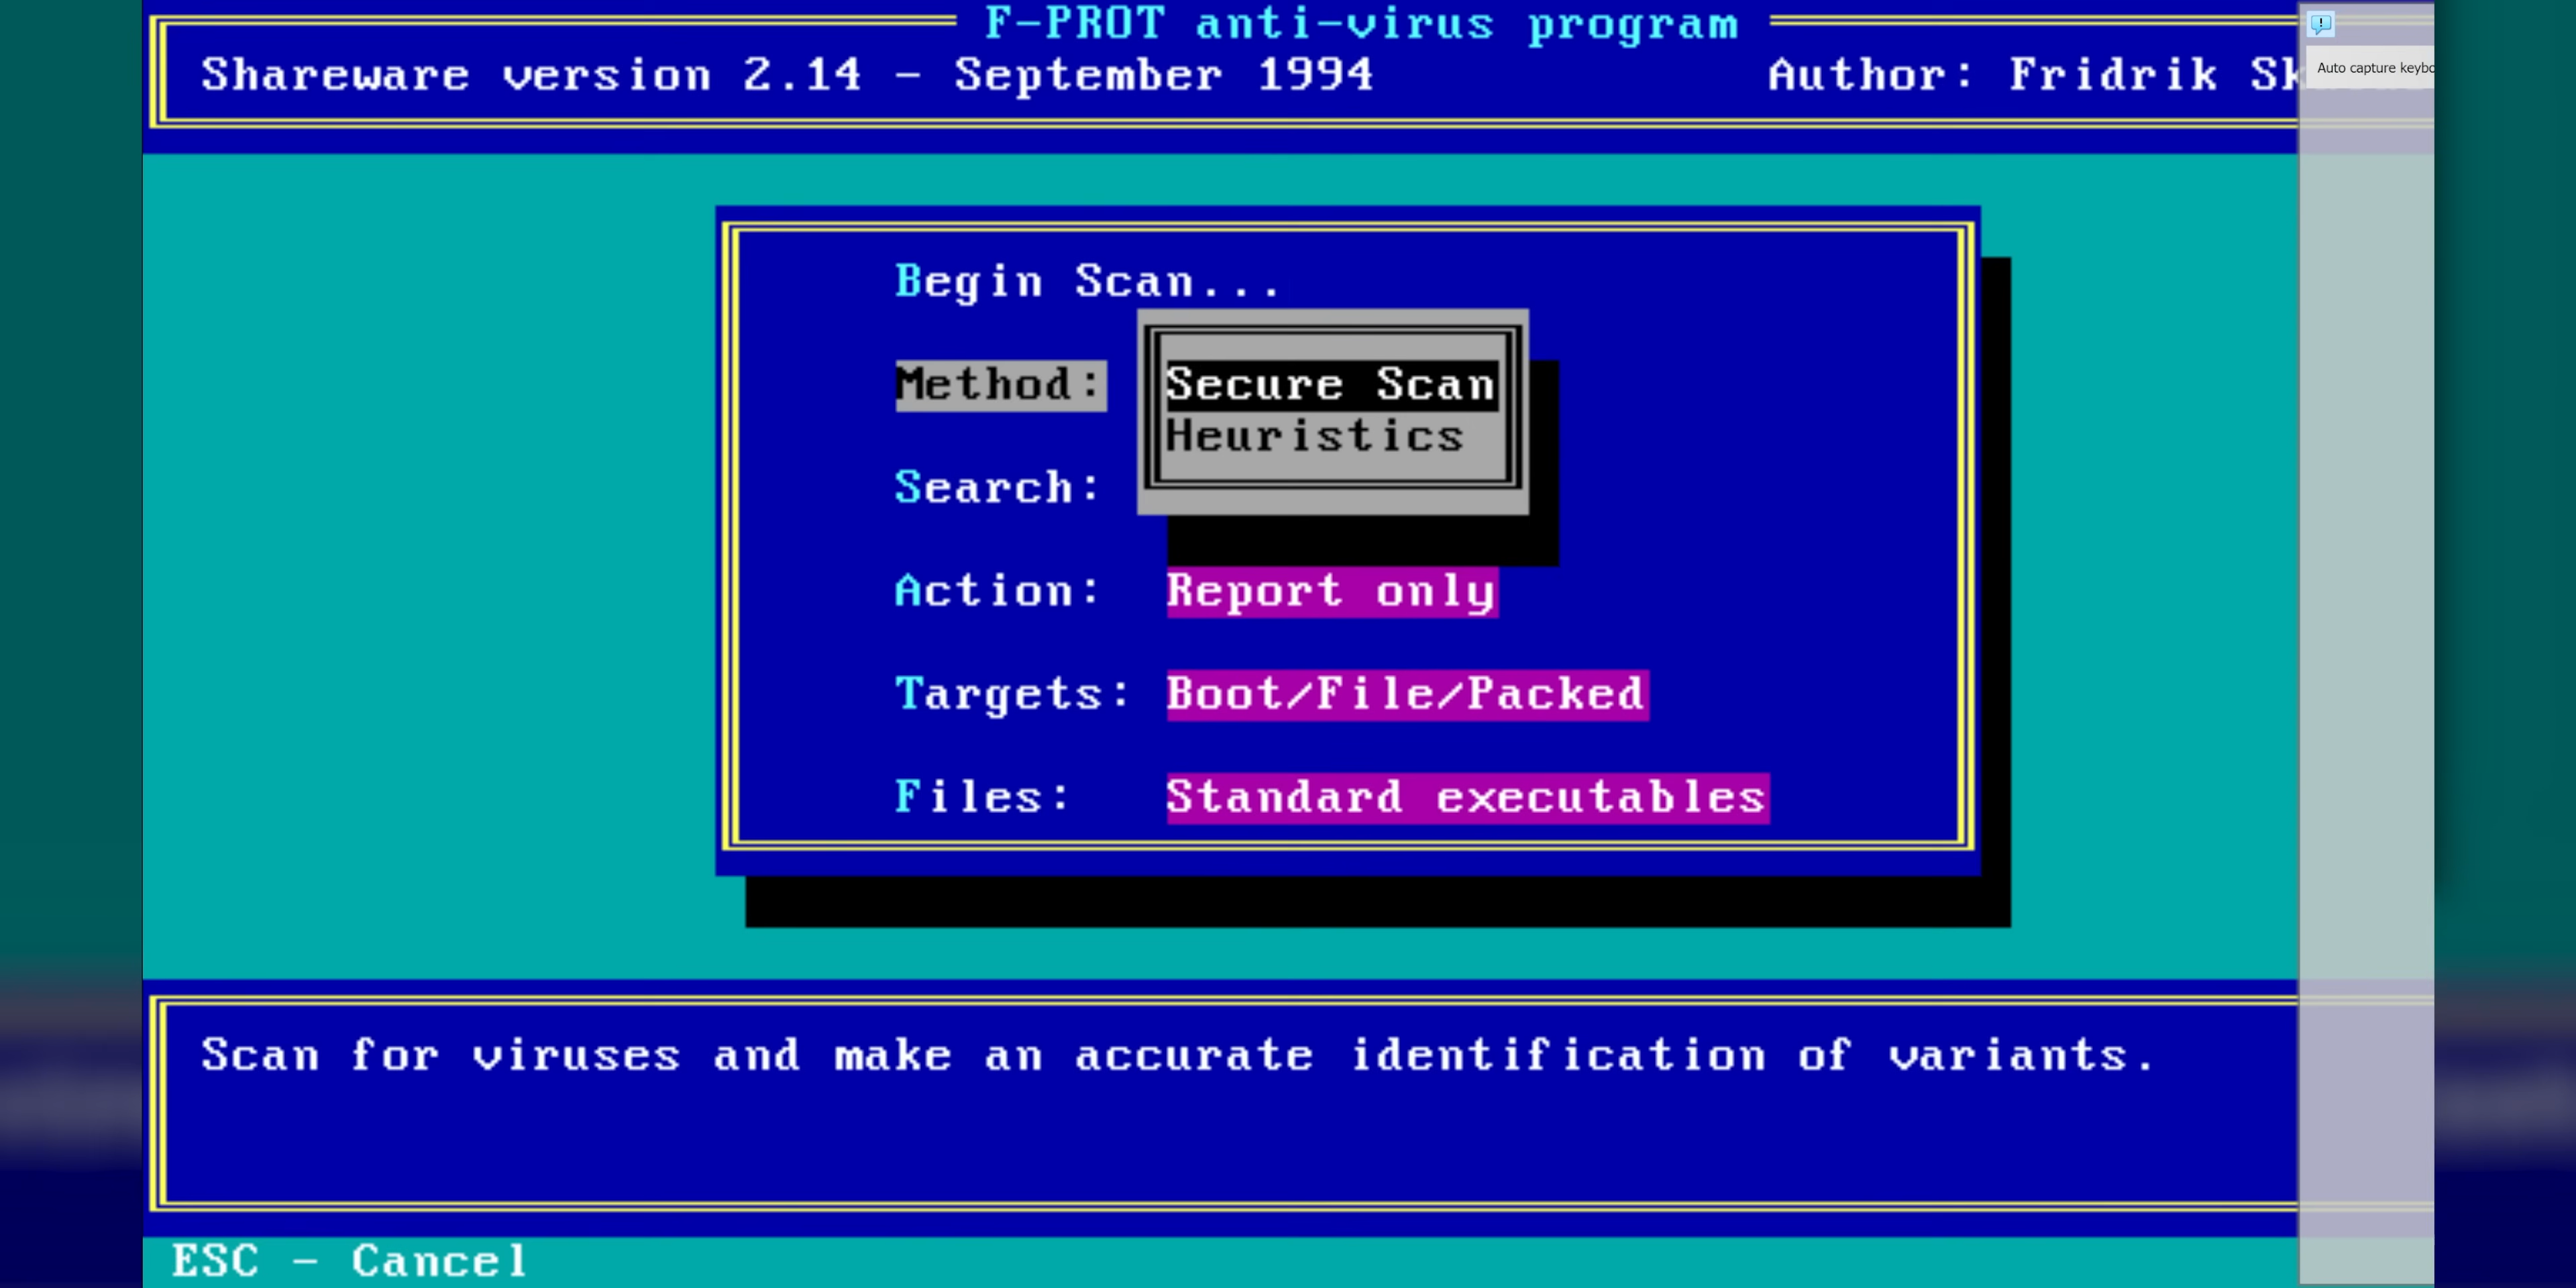 F-PROT anti-virus program
Shareware version 2.14 - September 1994 Author: Fridrik
Auto capture
Begin Scan...
Method: Secure Scan
Heuristics
Search:
Action: Report only
Targets: Boot/File/Packed
Files: Standard executables
Scan for viruses and make an accurate identification of variants.
ESC - Cancel